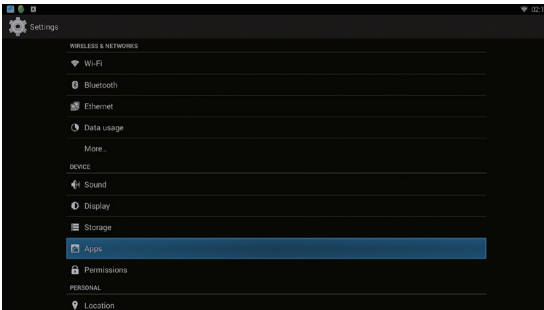 Settings
WIRELESS & NETWORKS
Wi-Fi
Bluetooth
Ethernet
Data usage
More...
DEVICE
Sound
Display
Storage
Apps
Permissions
PERSONAL
Location